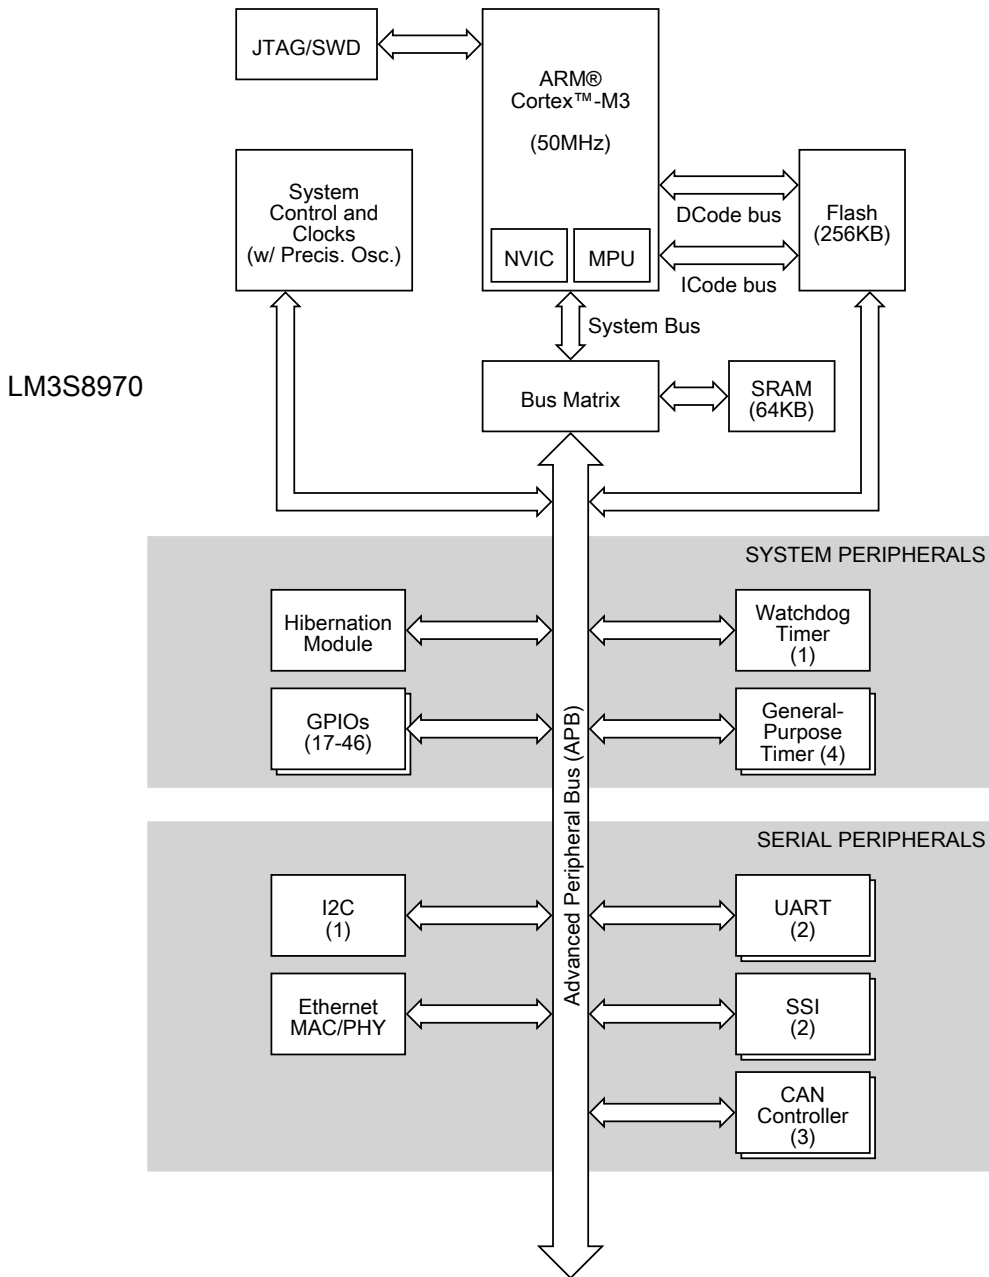 JTAG/SWD
ARM®
Cortex™-M3
(50MHz)
System
Control and
Clocks
(w/ Precis. Osc.)
NVIC
MPU
DCode bus
ICode bus
Flash
(256KB)
System Bus
LM3S8970
Bus Matrix
SRAM
(64KB)
SYSTEM PERIPHERALS
Hibernation
Module
Watchdog
Timer
(1)
GPIOs
(17-46)
General-
Purpose
Timer (4)
Advanced Peripheral Bus (APB)
SERIAL PERIPHERALS
I2C
(1)
UART
(2)
Ethernet
MAC/PHY
SSI
(2)
CAN
Controller
(3)